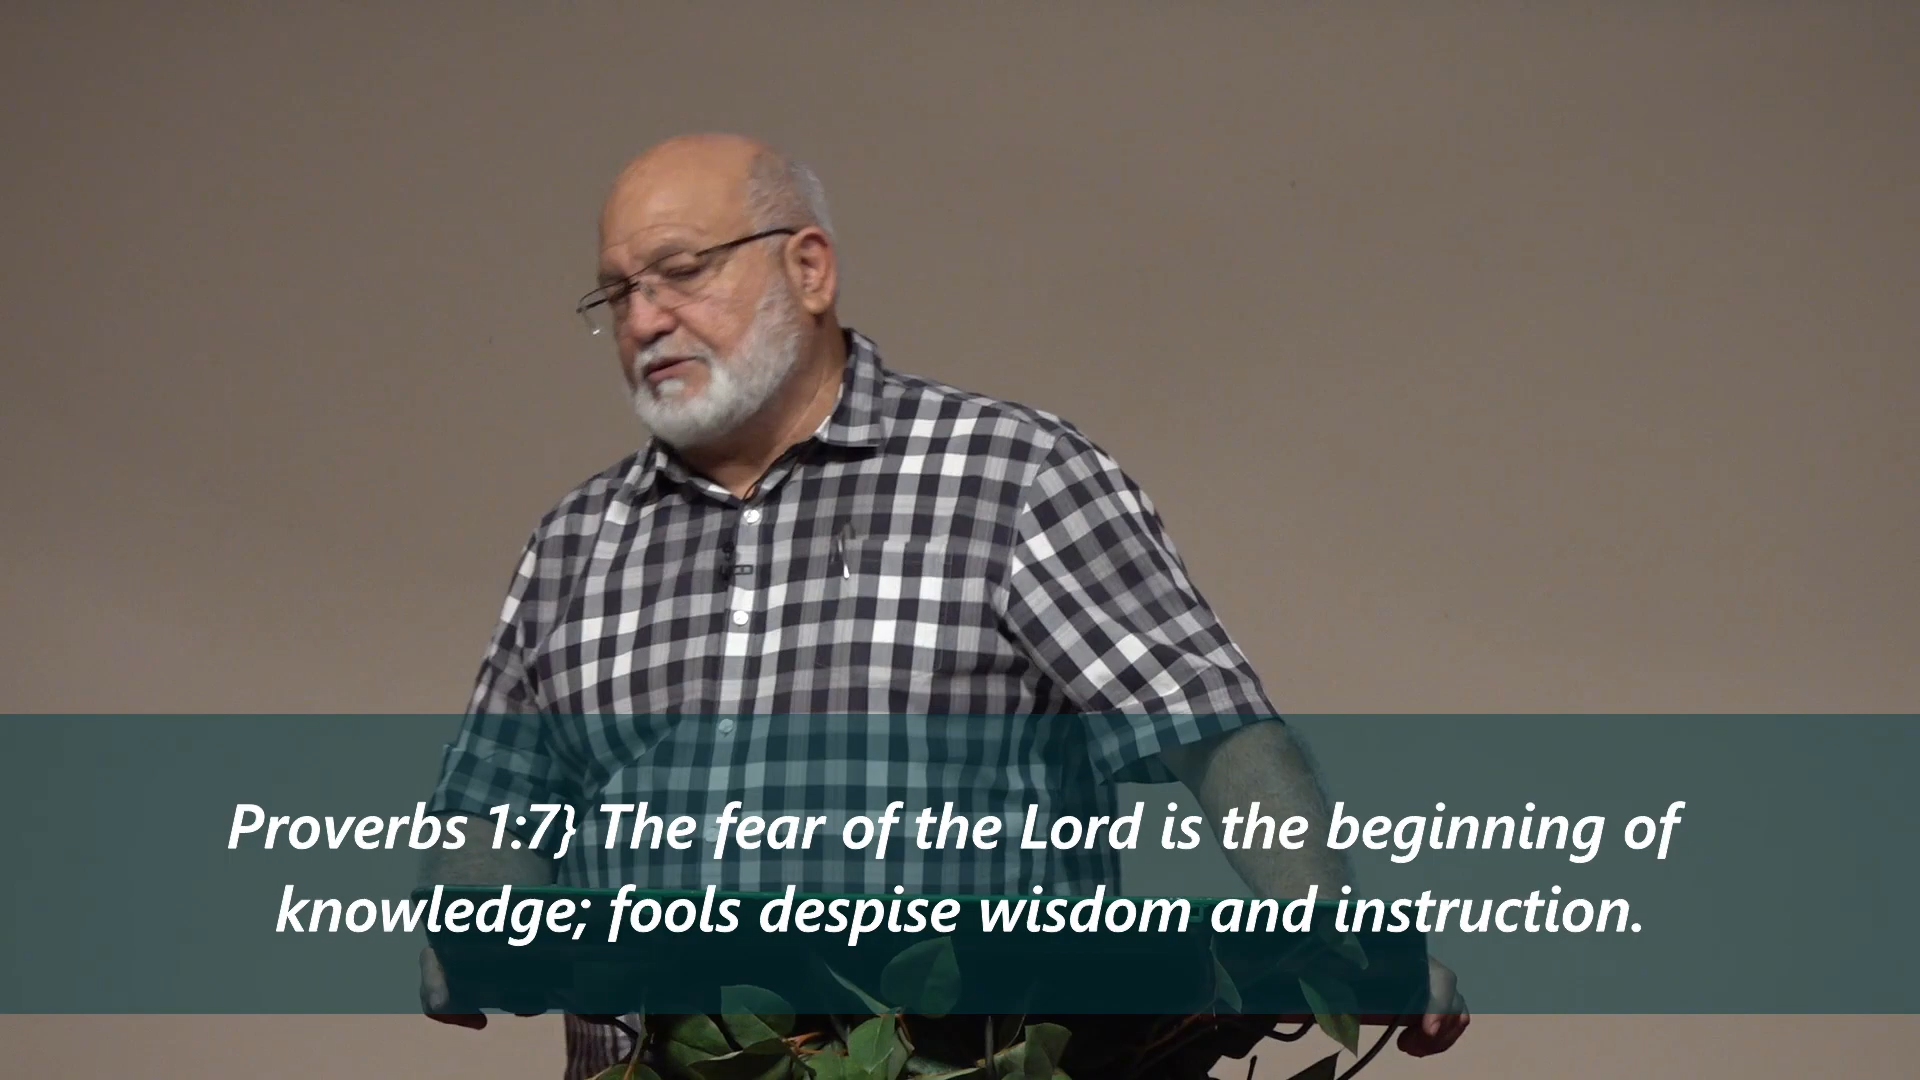 Proverbs 1:7} The fear of the Lord is the beginning of
knowledge; fools despise wisdom and instruction.